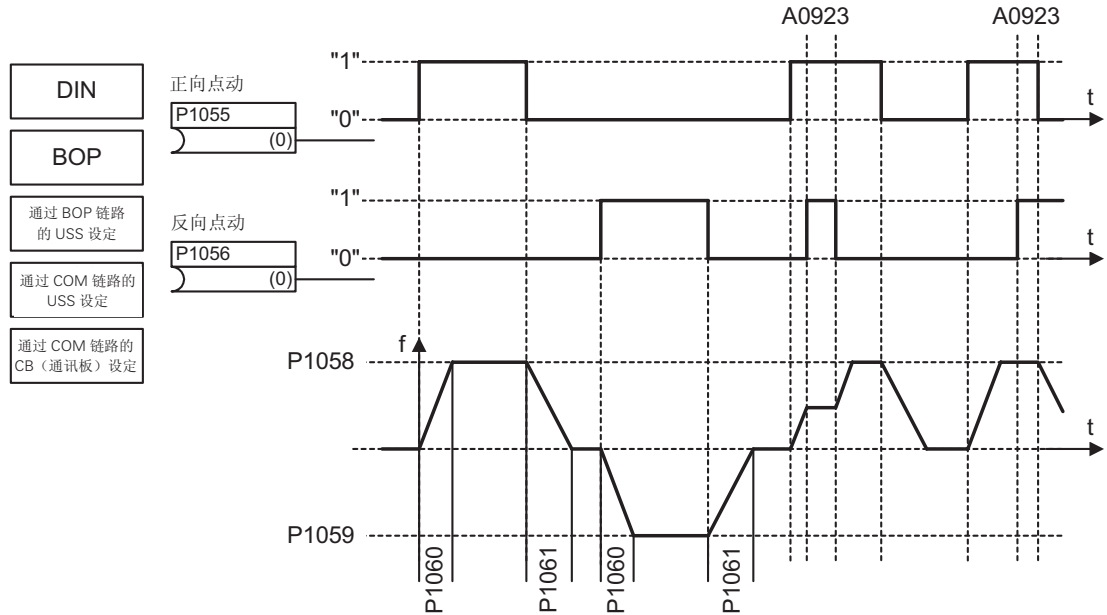 A0923
A0923
DIN
BOP
通过 BOP 链路
的 USS 设定
通过 COM 链路的
USS 设定
通过 COM 链路的
CB（通讯板）设定
正向点动
P1055
(0)
反向点动
P1056
(0)
"1"
"0"
t
"1"
"0"
t
f
P1058
t
P1059
P1060
P1061
P1060
P1061